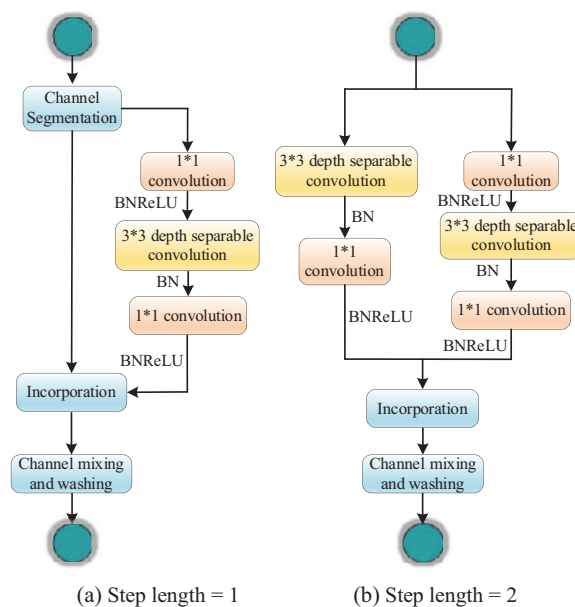 Channel
Segmentation
1*1
convolution
BNReLU
3*3 depth separable
convolution
BN
1*1 convolution
BNReLU
Incorporation
Channel mixing
and washing
(a) Step length = 1
3*3 depth separable
convolution
BN
1*1
convolution
BNReLU
1*1
convolution
BNReLU
3*3 depth separable
convolution
BN
1*1 convolution
BNReLU
Incorporation
Channel mixing
and washing
(b) Step length = 2